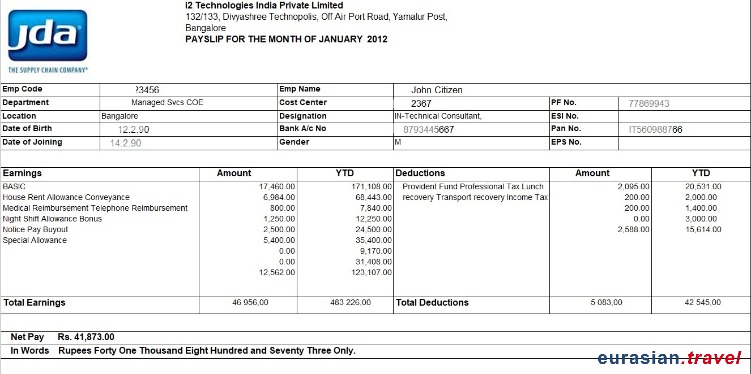 jda
THE SUPPLY CHAIN COMPANY
i2 Technologies India Private Limited
132/133, Divyashree Technopolis, Off Air Port Road, Yamalur Post,
Bangalore
PAYSLIP FOR THE MONTH OF JANUARY 2012
Emp Code 23456 Emp Name John Citizen
Department Managed Svcs COE Cost Center 2367 PF No. 77869943
Location Bangalore Designation IN-Technical Consultant, ESI No.
Date of Birth 12.2.90 Bank A/c No 8793445667 Pan No. IT560988766
Date of Joining 14.2.90 Gender M EPS No.
Earnings Amount YTD Deductions Amount YTD
BASIC 17,460.00 171,108.00 Provident Fund Professional Tax Lunch 2,095.00 20,531.00
House Rent Allowance Conveyance 6,984.00 68,443.00 recovery Transport recovery Income Tax 200.00 2,000.00
Medical Reimbursement Telephone Reimbursement 800.00 7,840.00 200.00 1,400.00
Night Shift Allowance Bonus 1,250.00 12,250.00 0.00 3,000.00
Notice Pay Buyout 2,500.00 24,500.00 2,588.00 15,614.00
Special Allowance 5,400.00 35,400.00
0.00 9,170.00
0.00 31,408.00
12,562.00 123,107.00
Total Earnings 46 956,00 483 226.00 Total Deductions 5 083,00 42 545,00
Net Pay Rs. 41,873.00
In Words Rupees Forty One Thousand Eight Hundred and Seventy Three Only.
eurasian.travel